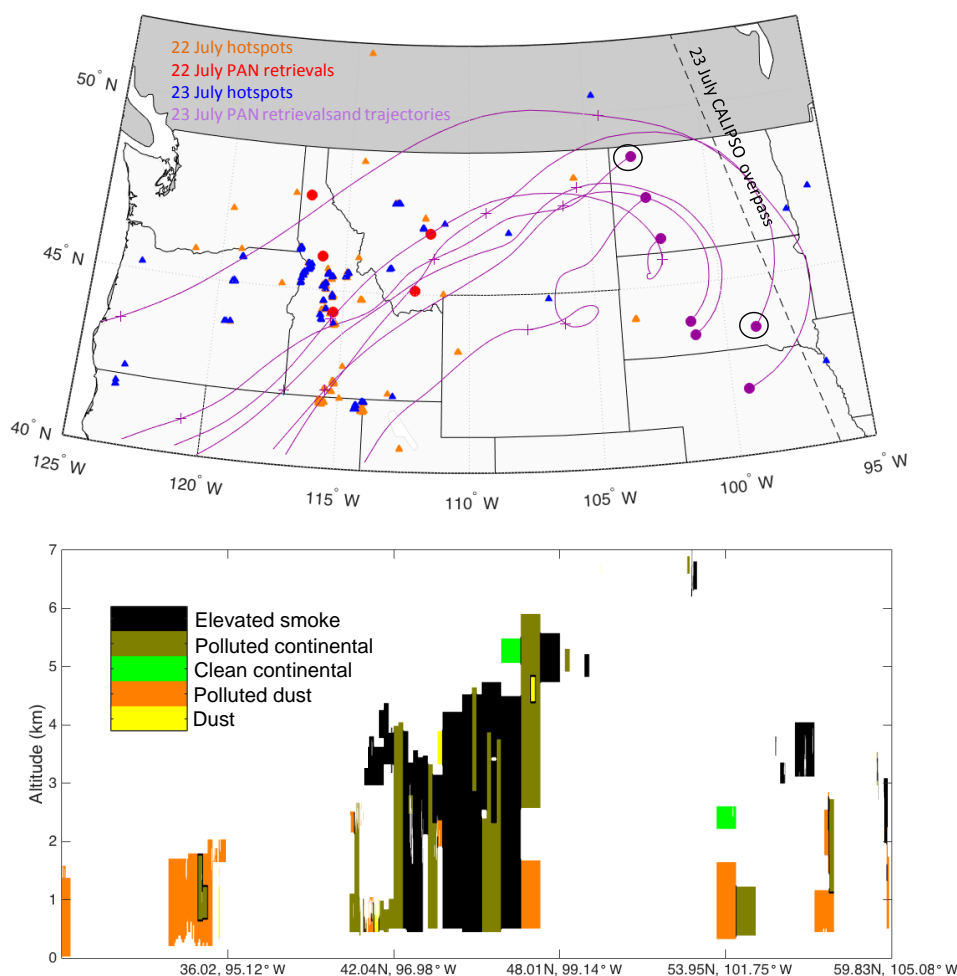 22 July hotspots
22 July PAN retrievals
23 July hotspots
23 July PAN retrievalsand trajectories
23 July CALIPSO overpass
50° N
45° N
40° N
125° W
120° W
115° W
110° W
105° W
100° W
95° W
7
6
5
4
3
2
1
0
Altitude (km)
Elevated smoke
Polluted continental
Clean continental
Polluted dust
Dust
36.02, 95.12° W
42.04N, 96.98° W
48.01N, 99.14° W
53.95N, 101.75° W
59.83N, 105.08° W